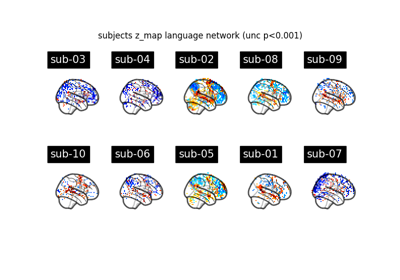 subjects z_map language network (unc p<0.001)
sub-03 sub-04 sub-02 sub-08 sub-09
sub-10 sub-06 sub-05 sub-01 sub-07